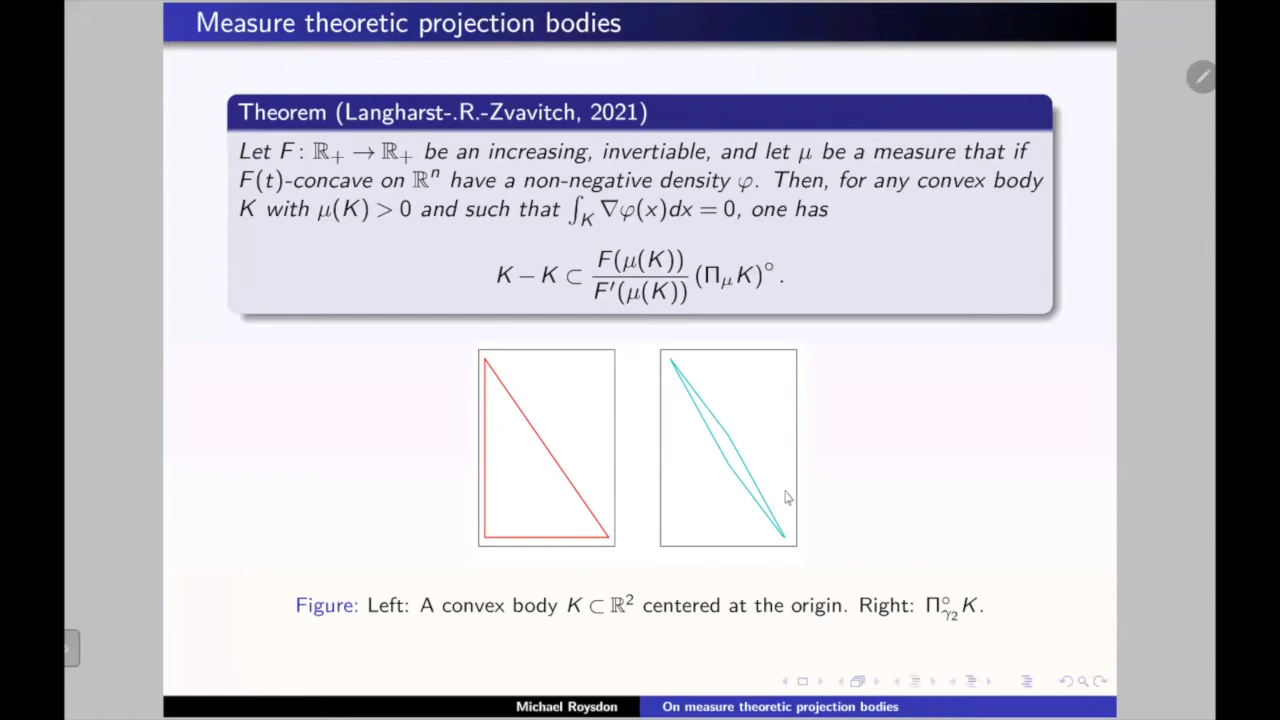 Measure theoretic projection bodies
Theorem (Langharst-.R.-Zvavitch, 2021)
Let F: ℝ₊ → ℝ₊ be an increasing, invertiable, and let μ be a measure that if
F(t)-concave on ℝⁿ have a non-negative density φ. Then, for any convex body
K with μ(K) > 0 and such that ∫_K ∇φ(x)dx = 0, one has
K − K ⊂ F(μ(K)) / F′(μ(K)) (Π_μ K)°.
Figure: Left: A convex body K ⊂ ℝ² centered at the origin. Right: Π°_γ₂ K.
Michael Roysdon On measure theoretic projection bodies